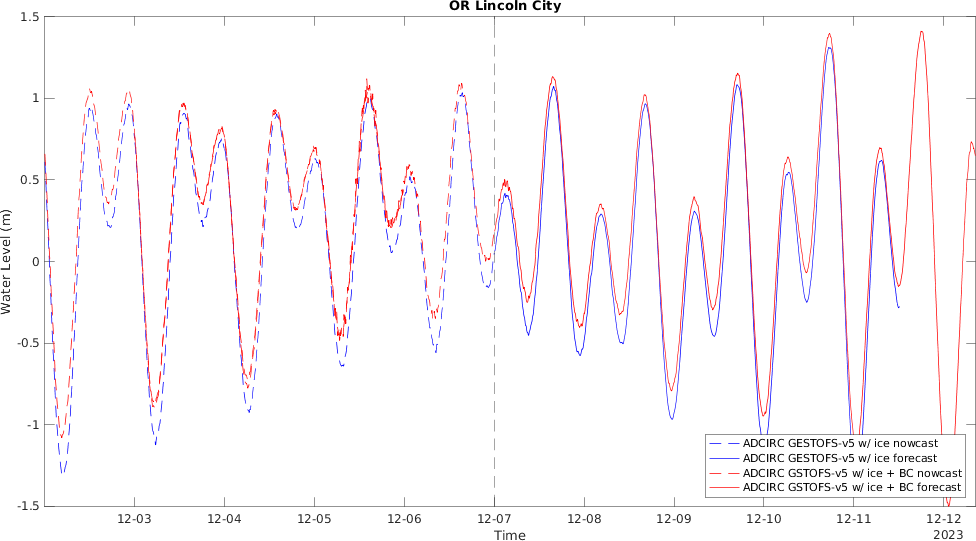 OR Lincoln City
1.5
1
0.5
0
-0.5
-1
-1.5
Water Level (m)
12-03 12-04 12-05 12-06 12-07 12-08 12-09 12-10 12-11 12-12
Time
2023
ADCIRC GESTOFS-v5 w/ ice nowcast
ADCIRC GESTOFS-v5 w/ ice forecast
ADCIRC GSTOFS-v5 w/ ice + BC nowcast
ADCIRC GSTOFS-v5 w/ ice + BC forecast